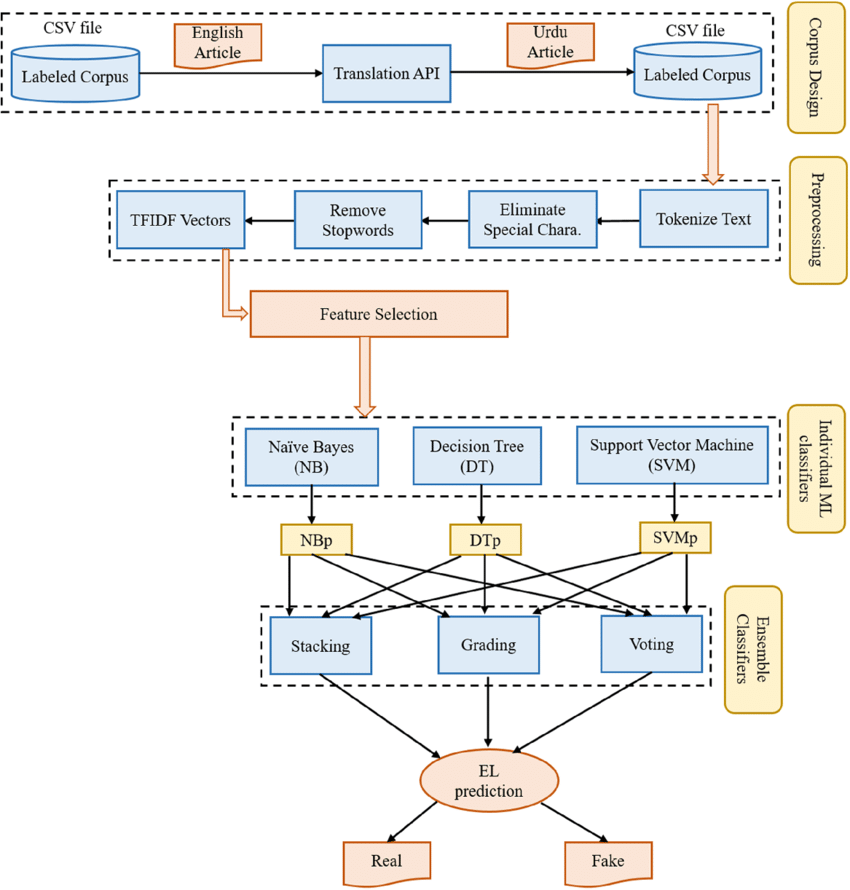 CSV file
English
Article
Urdu
Article
CSV file
Labeled Corpus
Translation API
Labeled Corpus
Corpus Design
TFIDF Vectors
Remove
Stopwords
Eliminate
Special Chara.
Tokenize Text
Preprocessing
Feature Selection
Naïve Bayes
(NB)
Decision Tree
(DT)
Support Vector Machine
(SVM)
Individual ML
classifiers
NBp
DTp
SVMp
Stacking
Grading
Voting
Ensemble
Classifiers
EL
prediction
Real
Fake